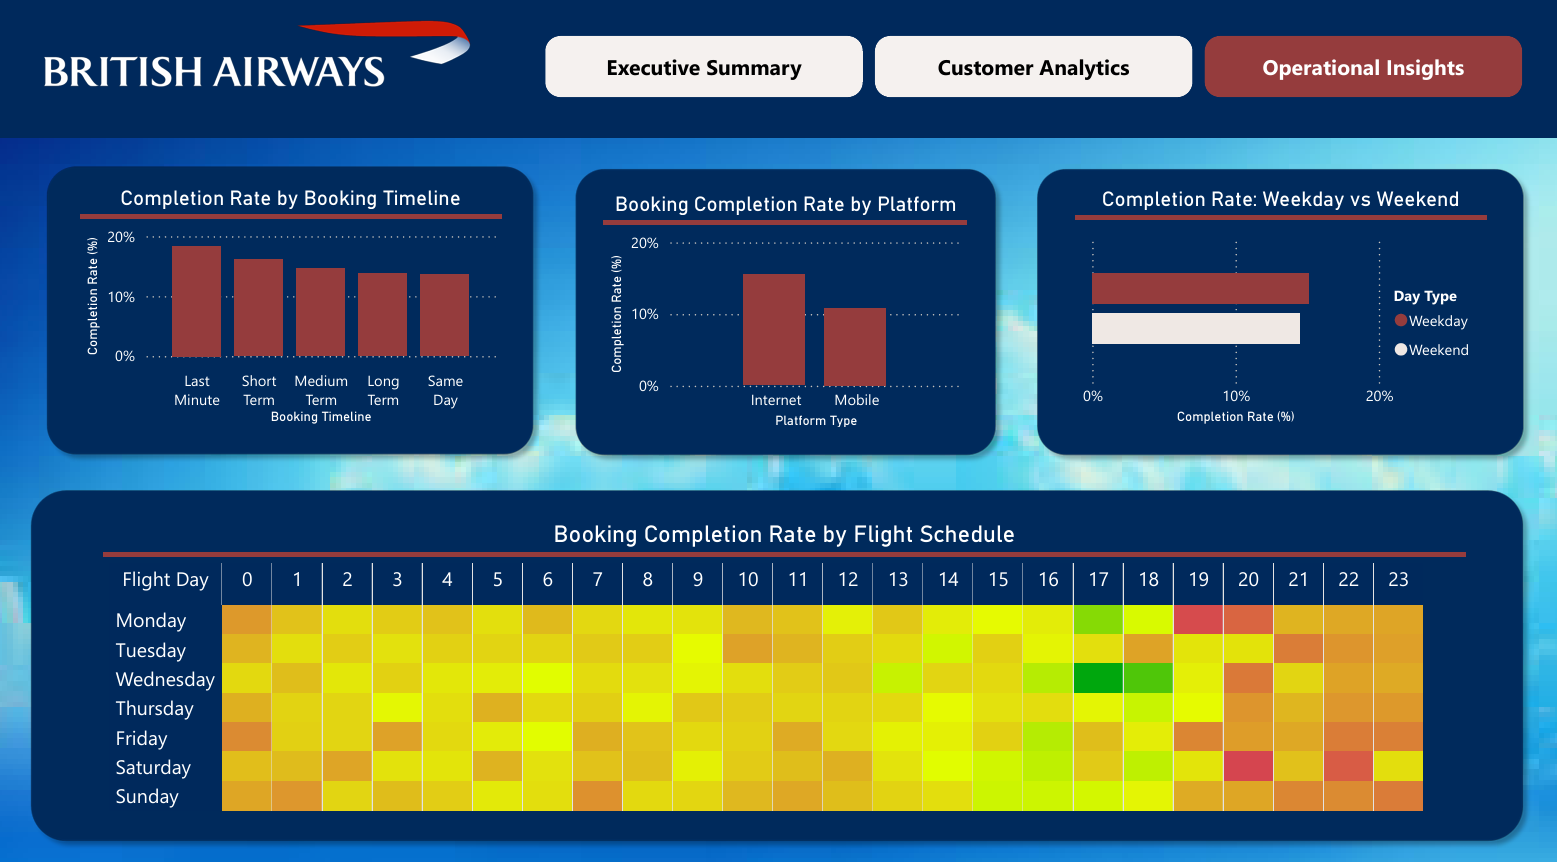 BRITISH AIRWAYS
Executive Summary
Customer Analytics
Operational Insights
Completion Rate by Booking Timeline
Completion Rate (%)
20%
10%
0%
Last Minute
Short Term
Medium Term
Long Term
Same Day
Booking Timeline
Booking Completion Rate by Platform
Completion Rate (%)
20%
10%
0%
Internet
Mobile
Platform Type
Completion Rate: Weekday vs Weekend
Day Type
Weekday
Weekend
0%
10%
20%
Completion Rate (%)
Booking Completion Rate by Flight Schedule
Flight Day 0 1 2 3 4 5 6 7 8 9 10 11 12 13 14 15 16 17 18 19 20 21 22 23
Monday
Tuesday
Wednesday
Thursday
Friday
Saturday
Sunday